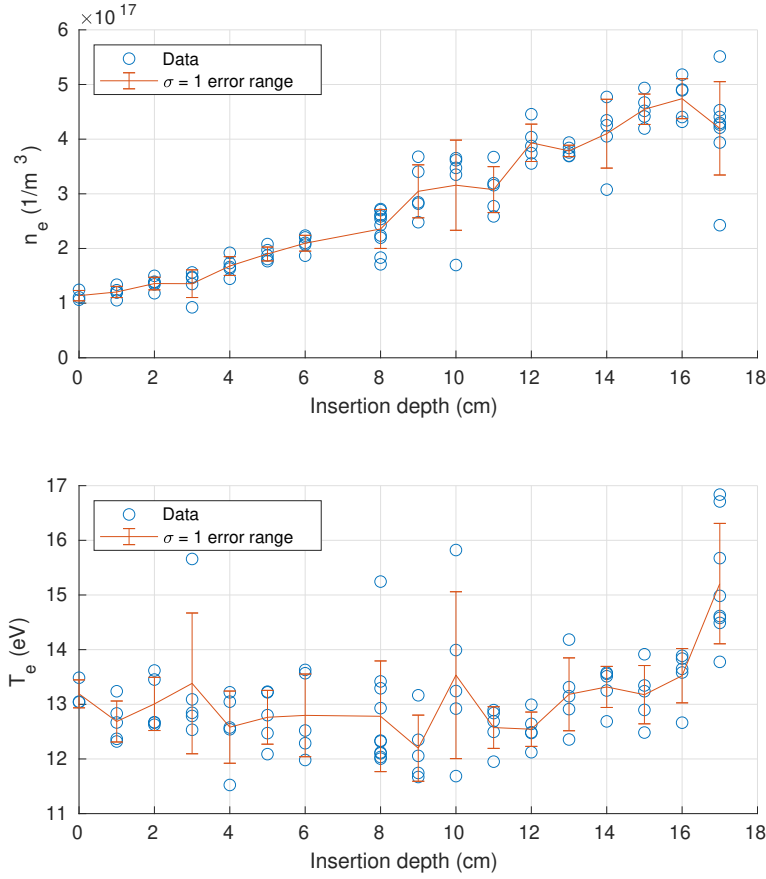 × 10^17
6
5
4
3
2
1
0
n_e (1/m^3)
Data
σ = 1 error range
0 2 4 6 8 10 12 14 16 18
Insertion depth (cm)
17
16
15
14
13
12
11
T_e (eV)
Data
σ = 1 error range
0 2 4 6 8 10 12 14 16 18
Insertion depth (cm)